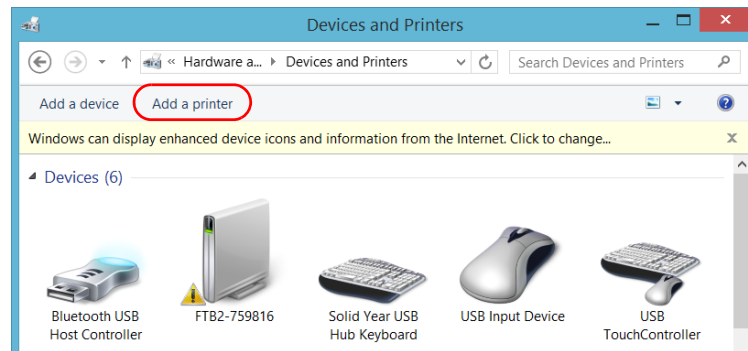 Devices and Printers
« Hardware a... Devices and Printers Search Devices and Printers
Add a device Add a printer
Windows can display enhanced device icons and information from the Internet. Click to change...
Devices (6)
Bluetooth USB
Host Controller
FTB2-759816
Solid Year USB
Hub Keyboard
USB Input Device
USB
TouchController